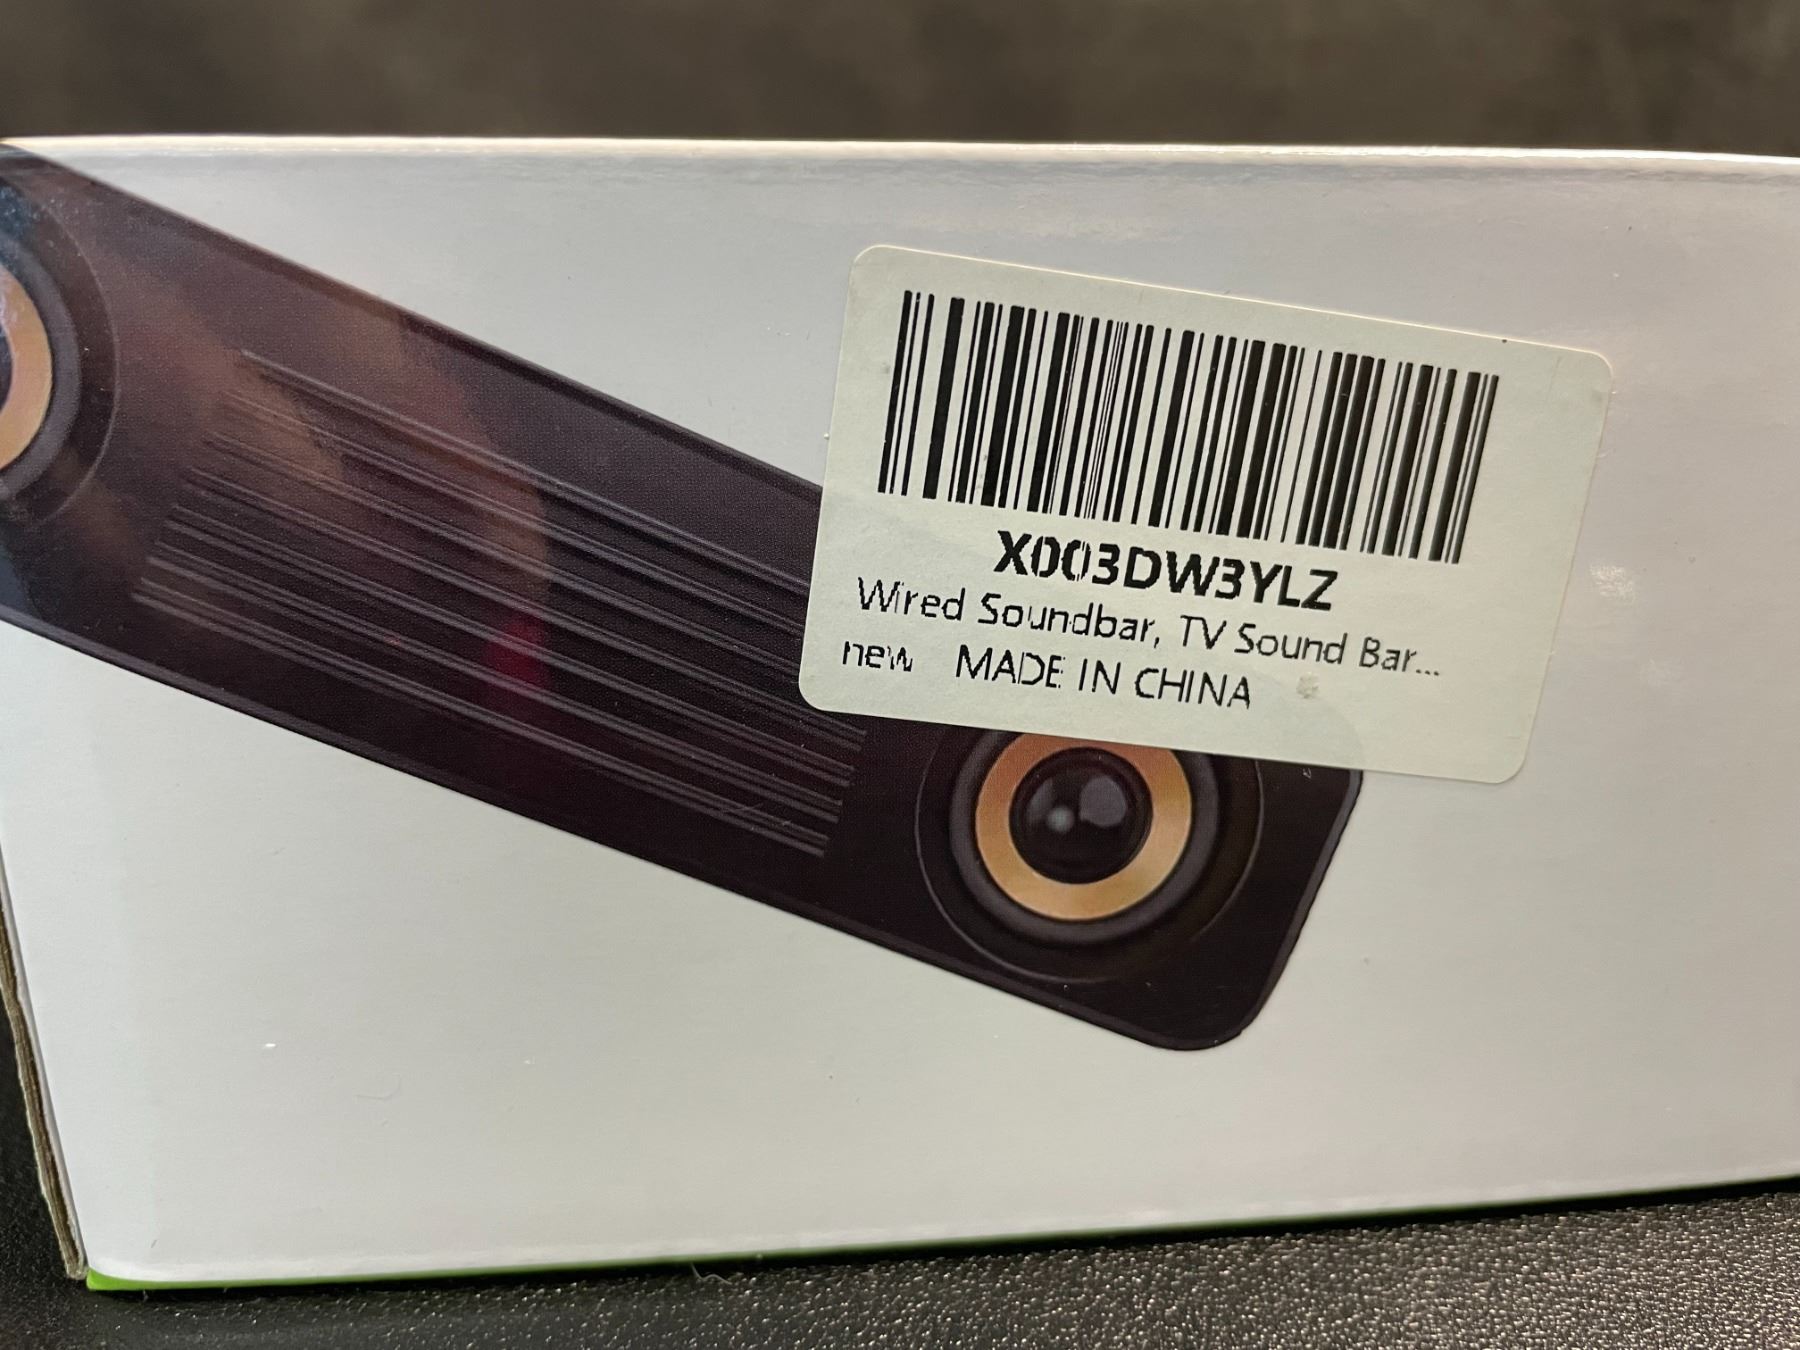 X003DW3YLZ
Wired Soundbar, TV Sound Bar...
new MADE IN CHINA